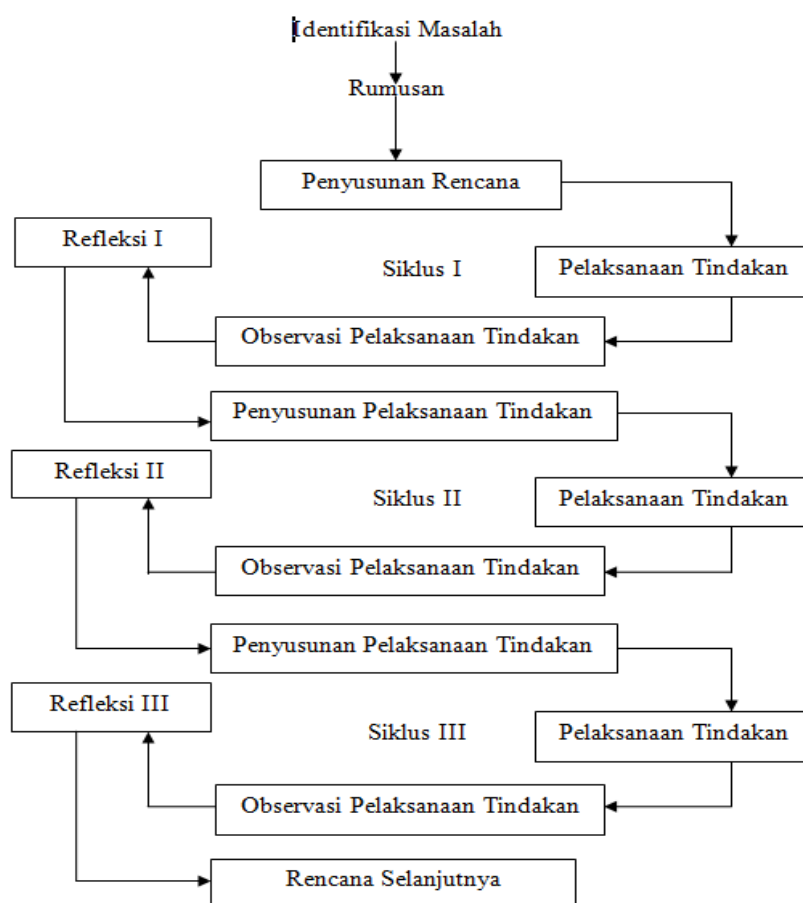 Identifikasi Masalah
Rumusan
Penyusunan Rencana
Refleksi I
Siklus I
Pelaksanaan Tindakan
Observasi Pelaksanaan Tindakan
Penyusunan Pelaksanaan Tindakan
Refleksi II
Siklus II
Pelaksanaan Tindakan
Observasi Pelaksanaan Tindakan
Penyusunan Pelaksanaan Tindakan
Refleksi III
Siklus III
Pelaksanaan Tindakan
Observasi Pelaksanaan Tindakan
Rencana Selanjutnya